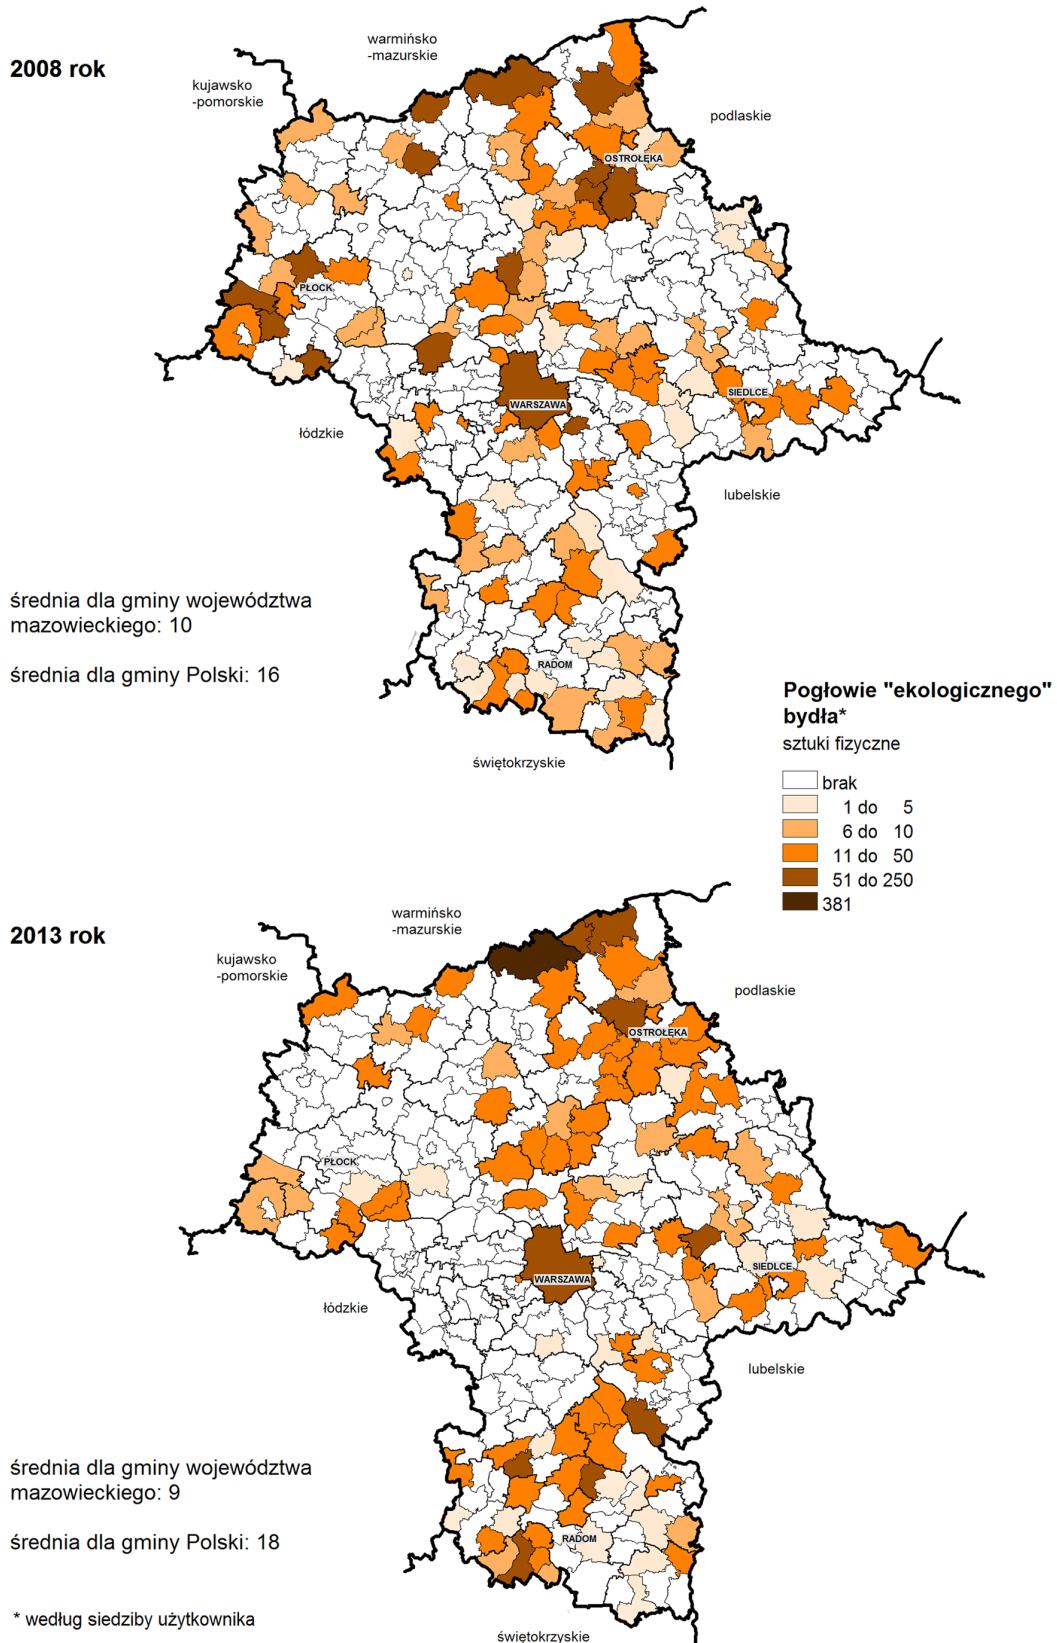 2008 rok
warmińsko
-mazurskie
kujawsko
-pomorskie
podlaskie
OSTROŁĘKA
PŁOCK
SIEDLCE
WARSZAWA
łódzkie
lubelskie
średnia dla gminy województwa
mazowieckiego: 10
średnia dla gminy Polski: 16
RADOM
świętokrzyskie
Pogłowie "ekologicznego"
bydła*
sztuki fizyczne
brak
1 do 5
6 do 10
11 do 50
51 do 250
381
2013 rok
warmińsko
-mazurskie
kujawsko
-pomorskie
podlaskie
OSTROŁĘKA
PŁOCK
SIEDLCE
WARSZAWA
łódzkie
lubelskie
średnia dla gminy województwa
mazowieckiego: 9
średnia dla gminy Polski: 18
RADOM
* według siedziby użytkownika
świętokrzyskie